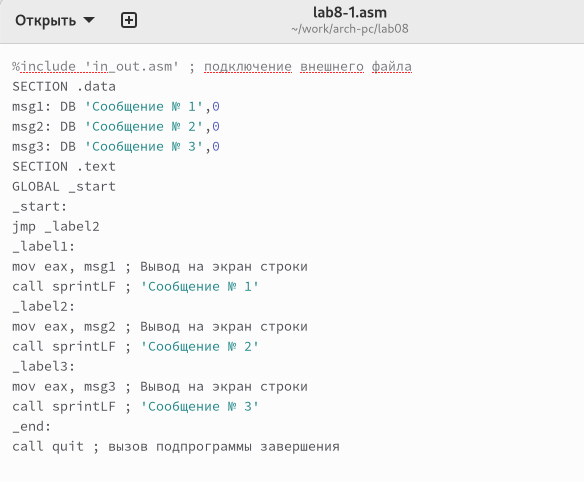 Открыть
lab8-1.asm
~/work/arch-pc/lab08
%include 'in_out.asm' ; подключение внешнего файла
SECTION .data
msg1: DB 'Сообщение № 1',0
msg2: DB 'Сообщение № 2',0
msg3: DB 'Сообщение № 3',0
SECTION .text
GLOBAL _start
_start:
jmp _label2
_label1:
mov eax, msg1 ; Вывод на экран строки
call sprintLF ; 'Сообщение № 1'
_label2:
mov eax, msg2 ; Вывод на экран строки
call sprintLF ; 'Сообщение № 2'
_label3:
mov eax, msg3 ; Вывод на экран строки
call sprintLF ; 'Сообщение № 3'
_end:
call quit ; вызов подпрограммы завершения